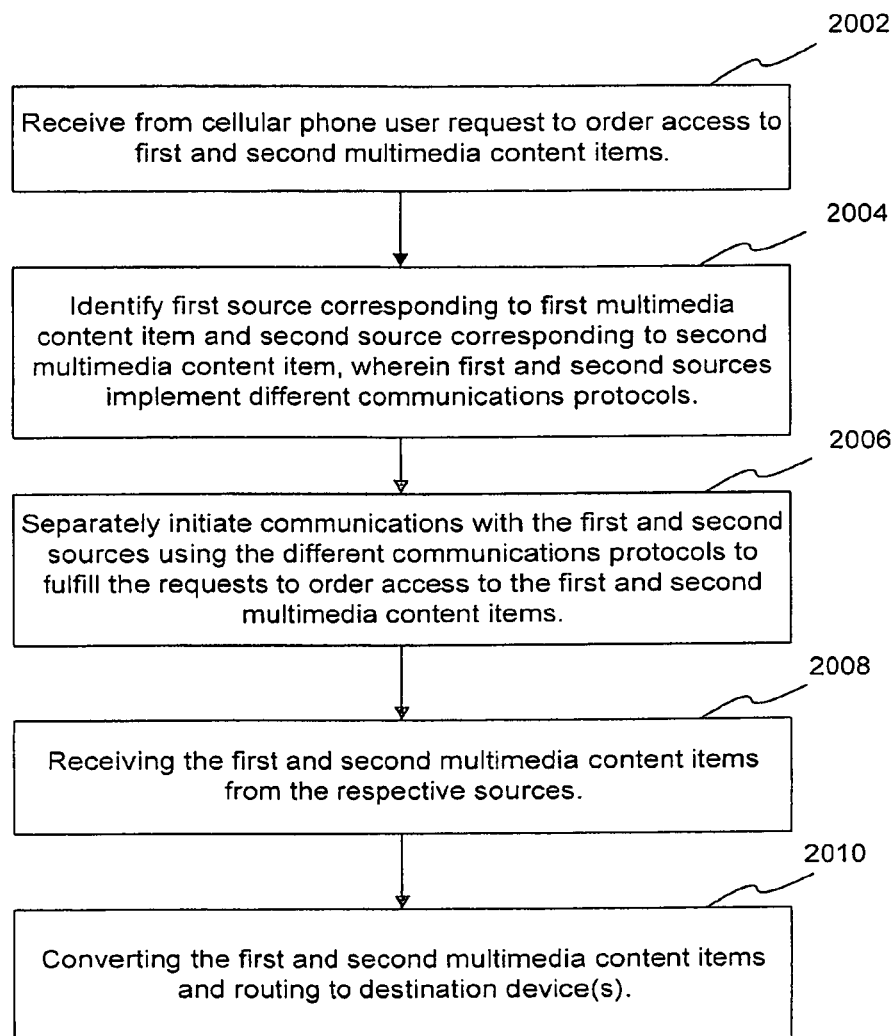 2002
Receive from cellular phone user request to order access to
first and second multimedia content items.
2004
Identify first source corresponding to first multimedia
content item and second source corresponding to second
multimedia content item, wherein first and second sources
implement different communications protocols.
2006
Separately initiate communications with the first and second
sources using the different communications protocols to
fulfill the requests to order access to the first and second
multimedia content items.
2008
Receiving the first and second multimedia content items
from the respective sources.
2010
Converting the first and second multimedia content items
and routing to destination device(s).